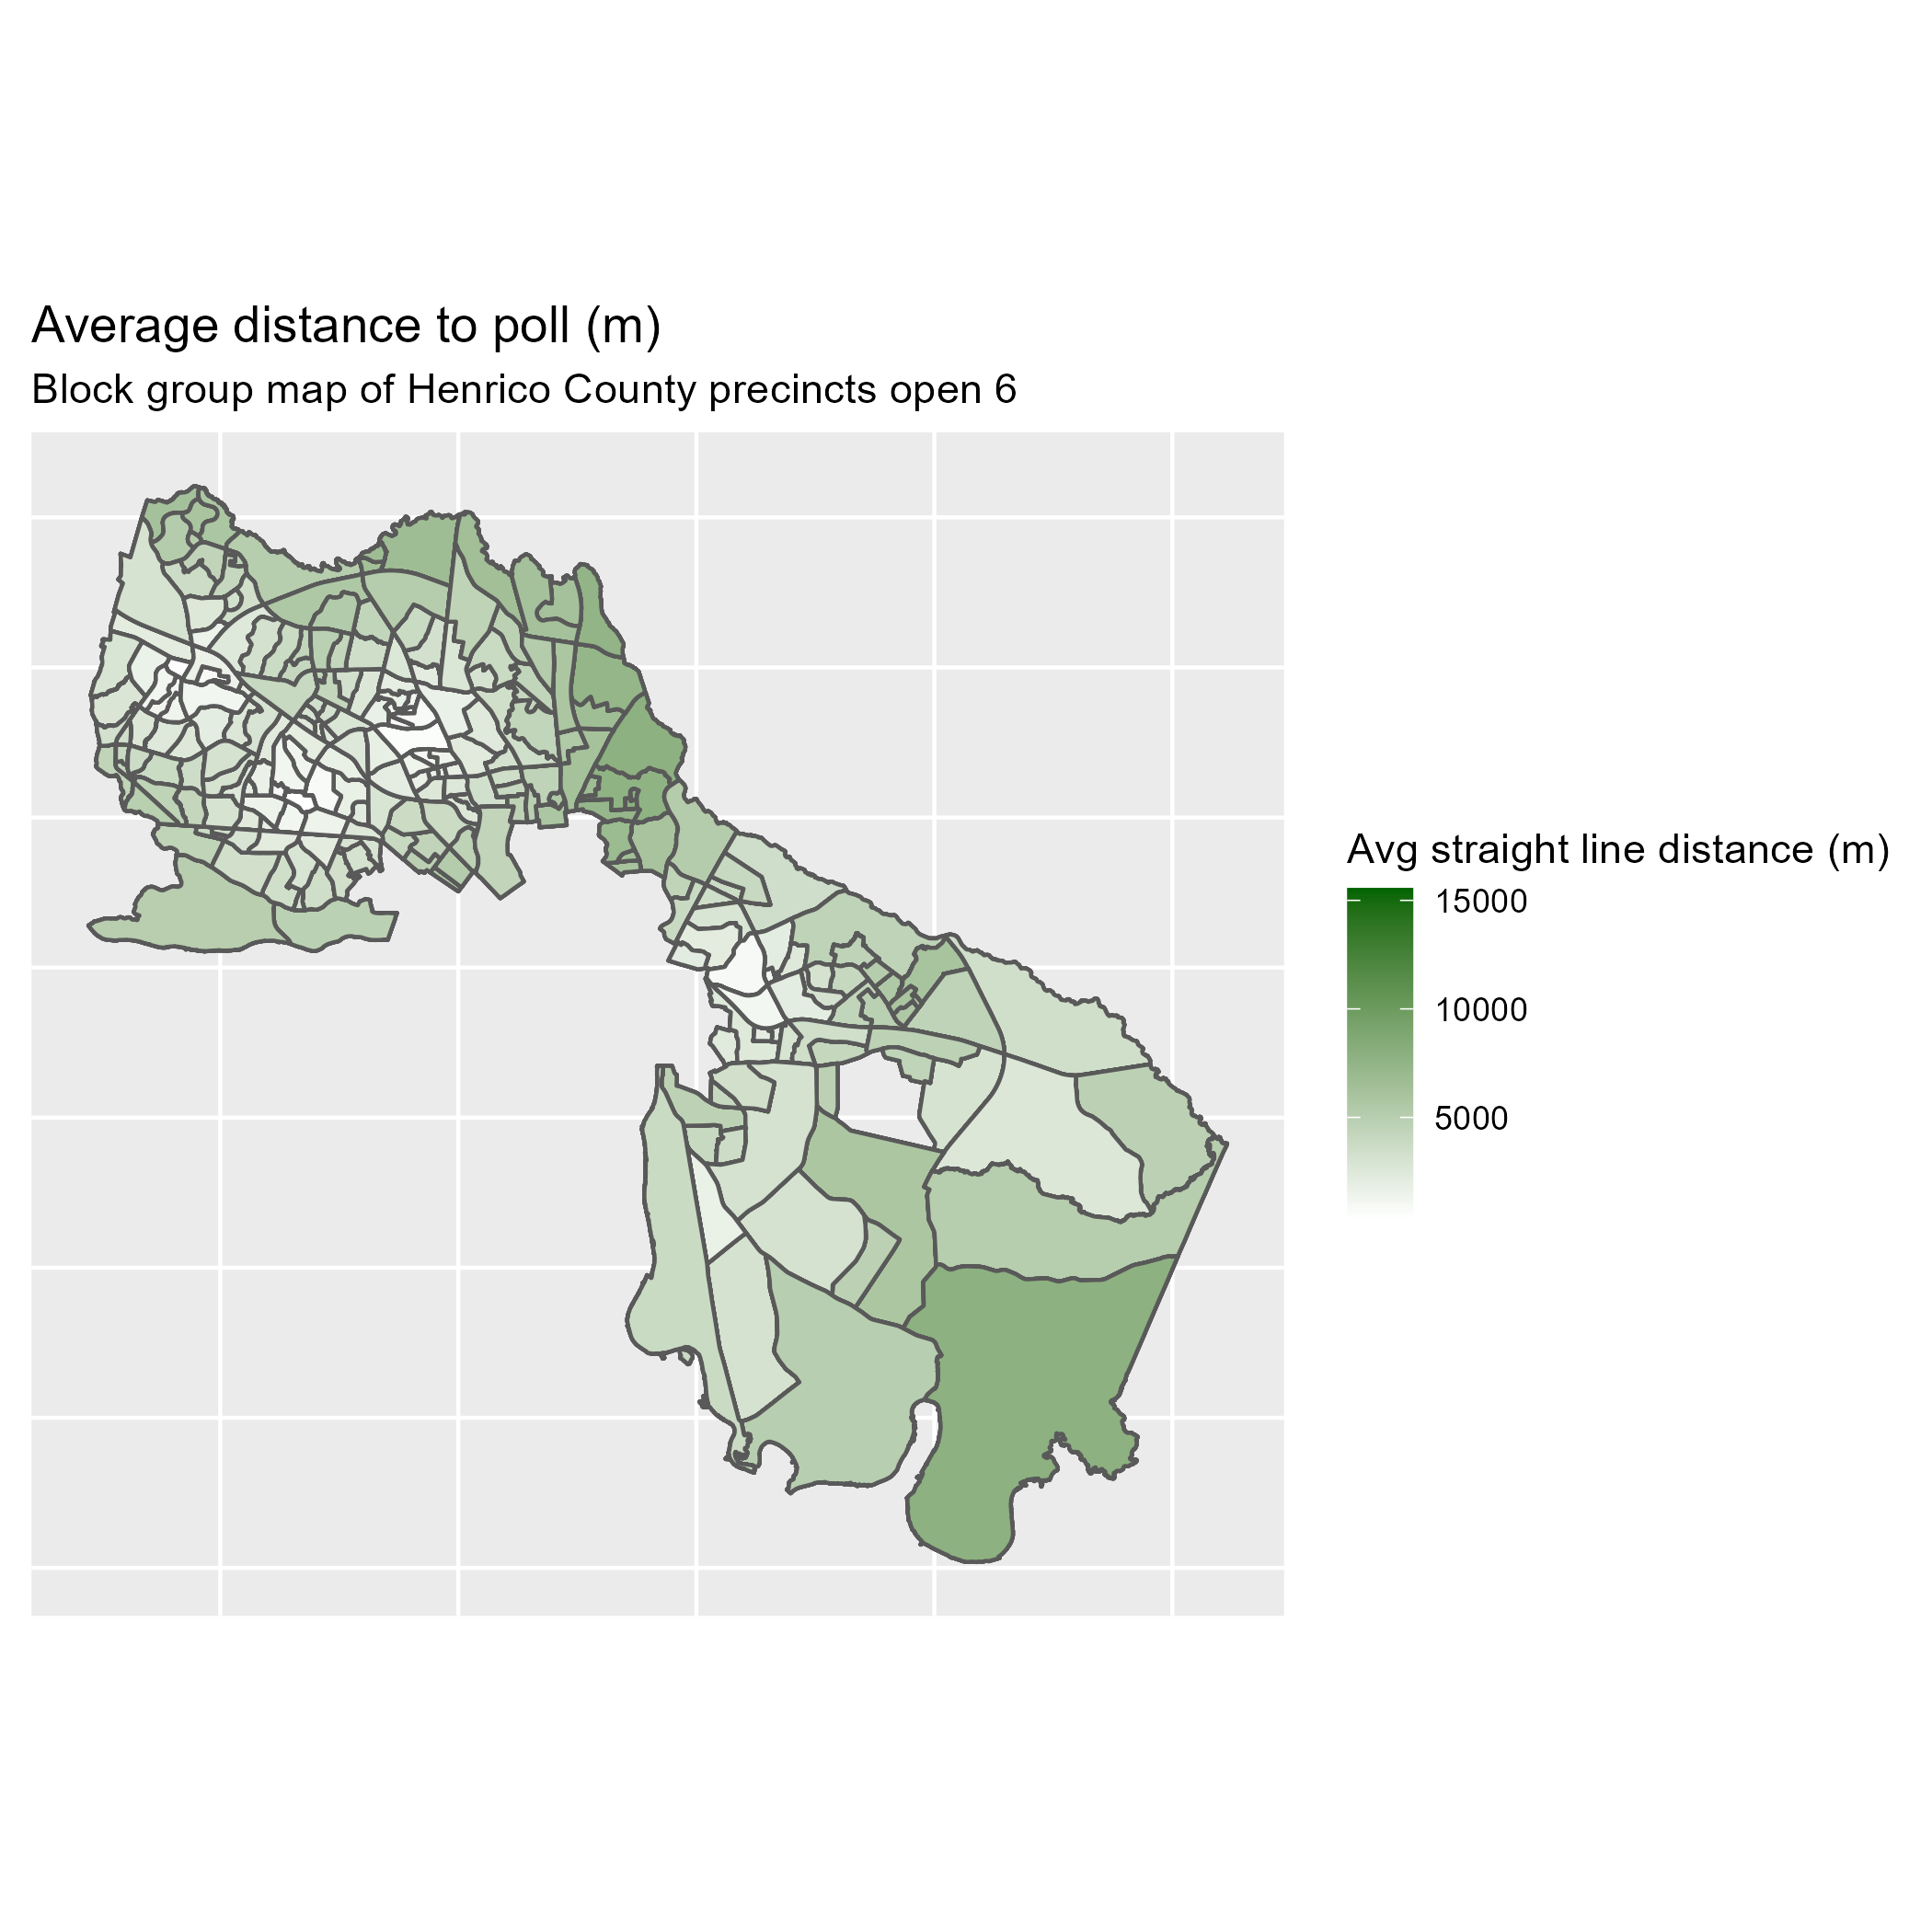 Average distance to poll (m)
Block group map of Henrico County precincts open 6
Avg straight line distance (m)
15000
10000
5000